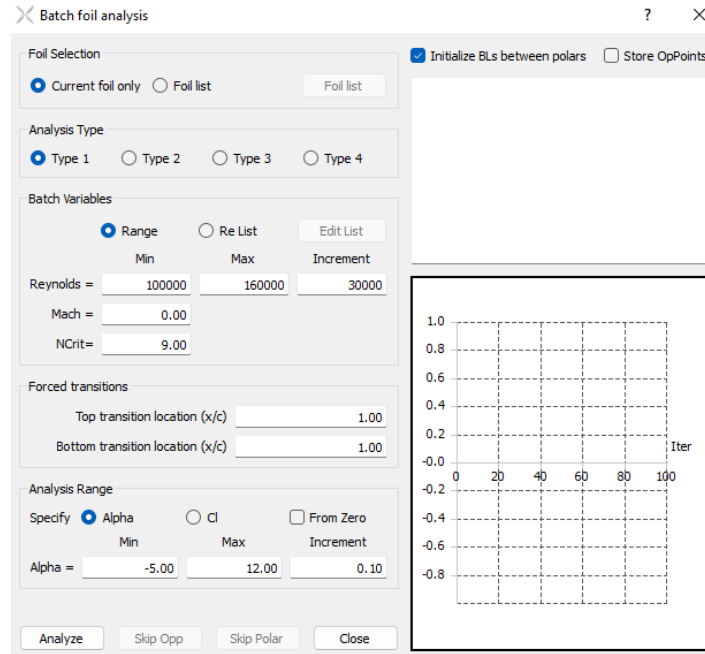 Batch foil analysis ?
Foil Selection
Current foil only Foil list Foil list
Analysis Type
Type 1 Type 2 Type 3 Type 4
Batch Variables
Range Re List Edit List
Min Max Increment
Reynolds = 100000 160000 30000
Mach = 0.00
NCrit= 9.00
Forced transitions
Top transition location (x/c) 1.00
Bottom transition location (x/c) 1.00
Analysis Range
Specify Alpha Cl From Zero
Min Max Increment
Alpha = -5.00 12.00 0.10
Analyze Skip Opp Skip Polar Close
Initialize BLs between polars Store OpPoints
1.0
0.8
0.6
0.4
0.2
-0.0 Iter
0 20 40 60 80 100
-0.2
-0.4
-0.6
-0.8